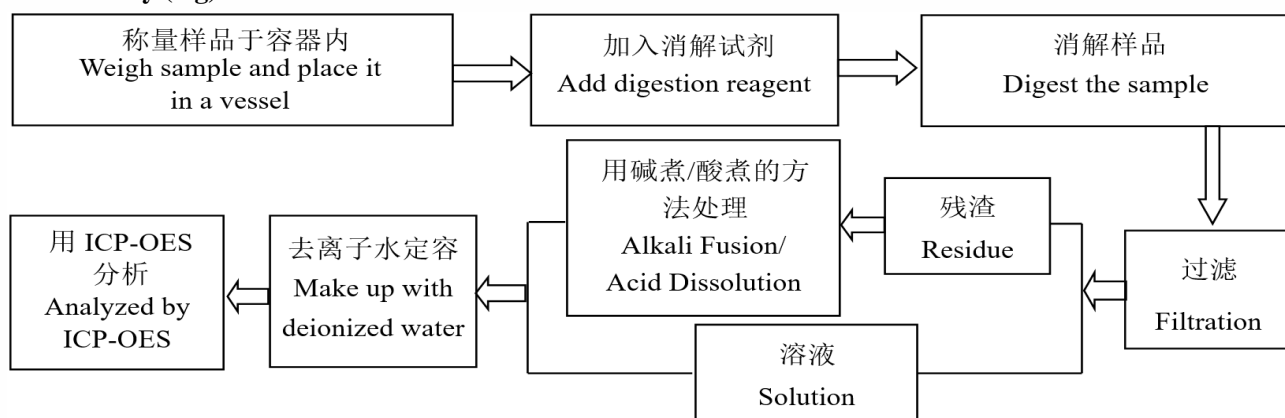 称量样品于容器内
Weigh sample and place it
in a vessel
加入消解试剂
Add digestion reagent
消解样品
Digest the sample
过滤
Filtration
残渣
Residue
用碱煮/酸煮的方
法处理
Alkali Fusion/
Acid Dissolution
溶液
Solution
去离子水定容
Make up with
deionized water
用 ICP-OES
分析
Analyzed by
ICP-OES